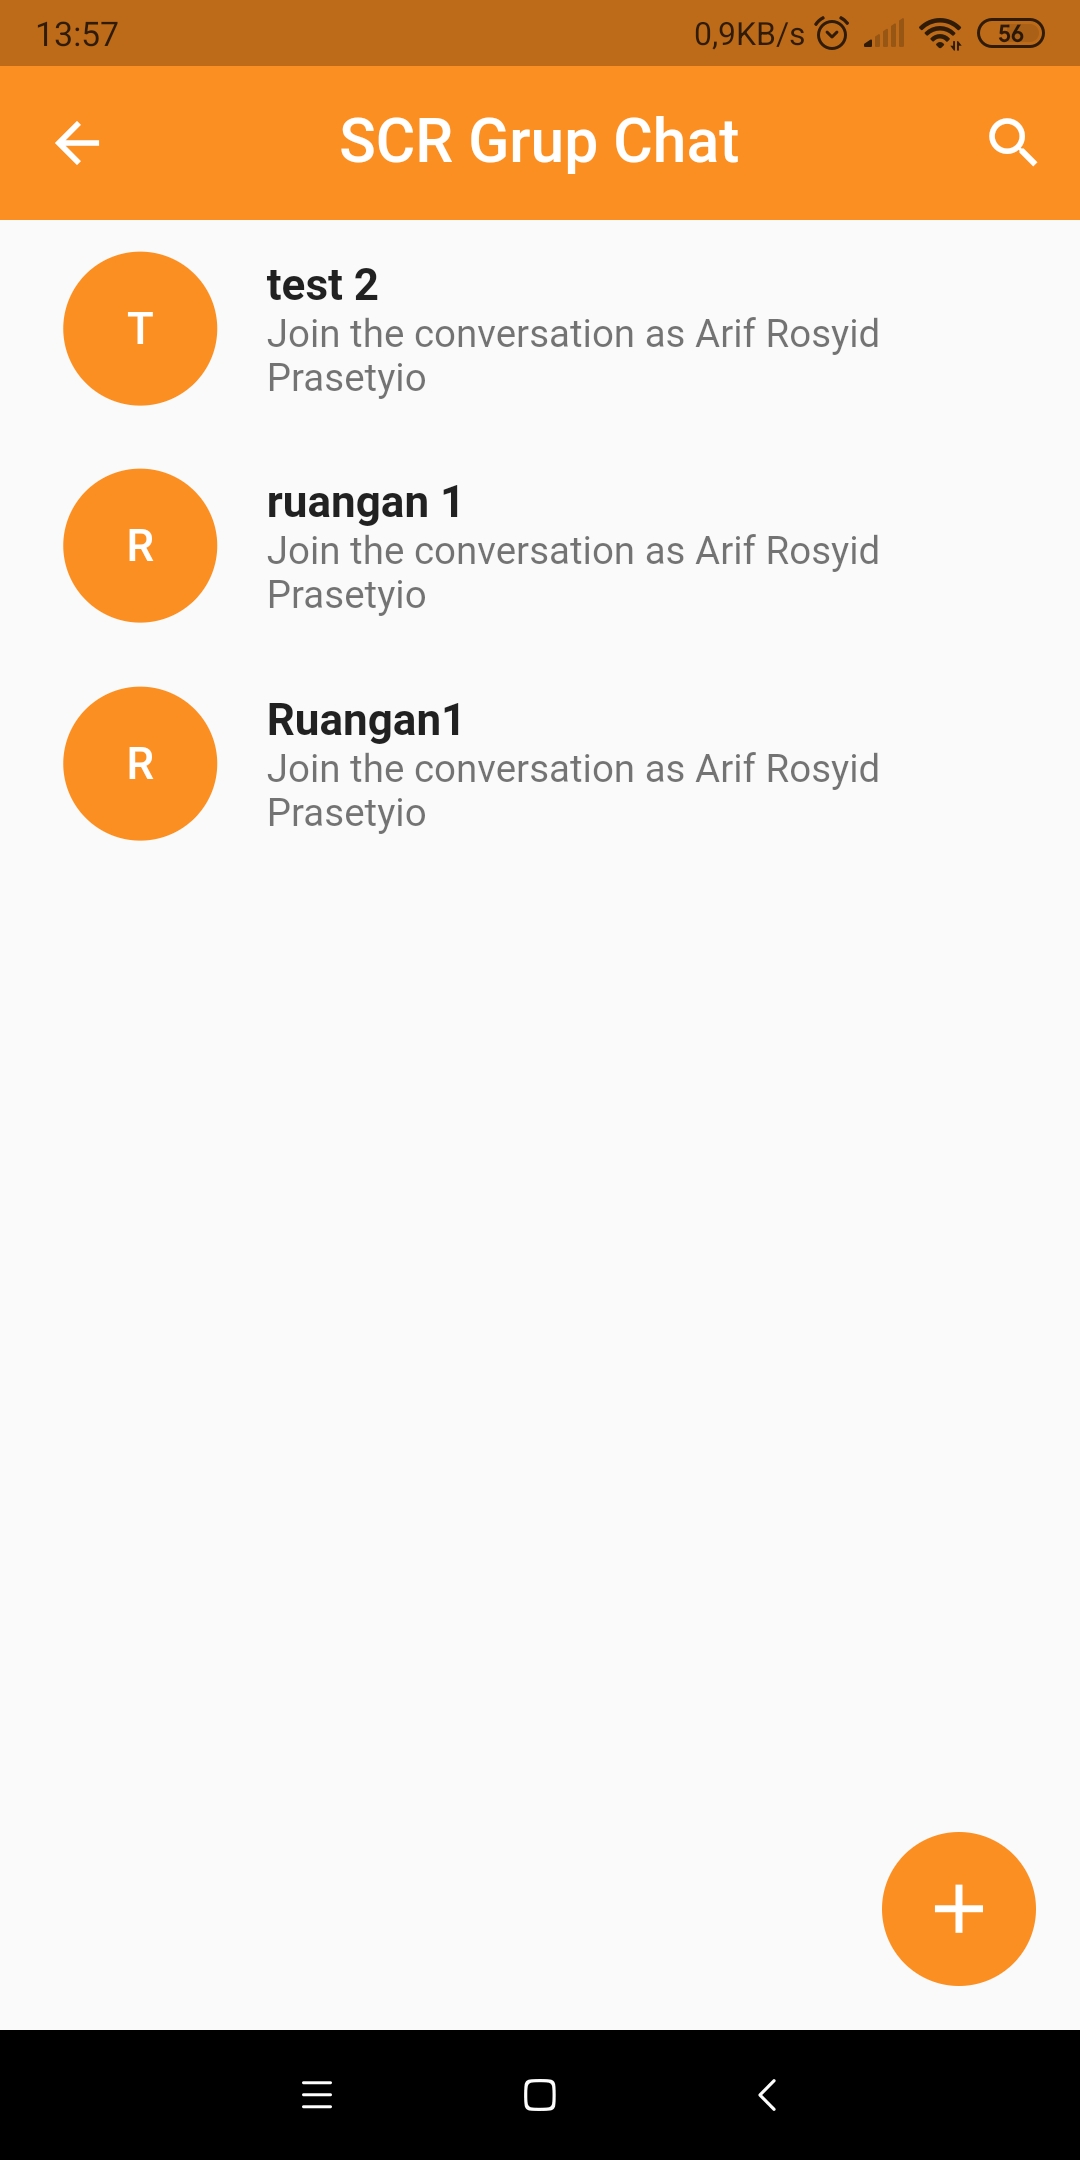 13:57
0,9KB/s
56
SCR Grup Chat
T
test 2
Join the conversation as Arif Rosyid
Prasetyio
R
ruangan 1
Join the conversation as Arif Rosyid
Prasetyio
R
Ruangan1
Join the conversation as Arif Rosyid
Prasetyio